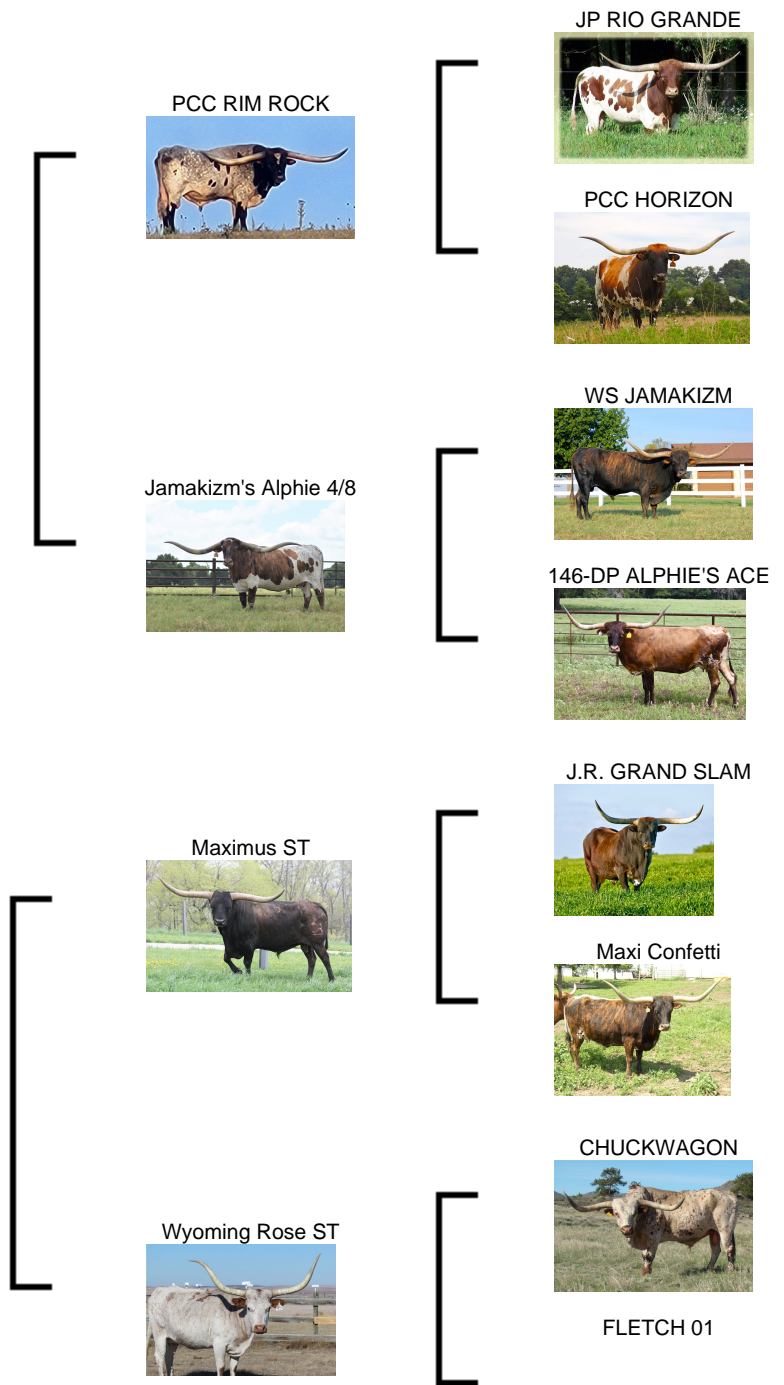 JP RIO GRANDE
PCC RIM ROCK
PCC HORIZON
WS JAMAKIZM
Jamakizm's Alphie 4/8
146-DP ALPHIE'S ACE
J.R. GRAND SLAM
Maximus ST
Maxi Confetti
CHUCKWAGON
Wyoming Rose ST
FLETCH 01